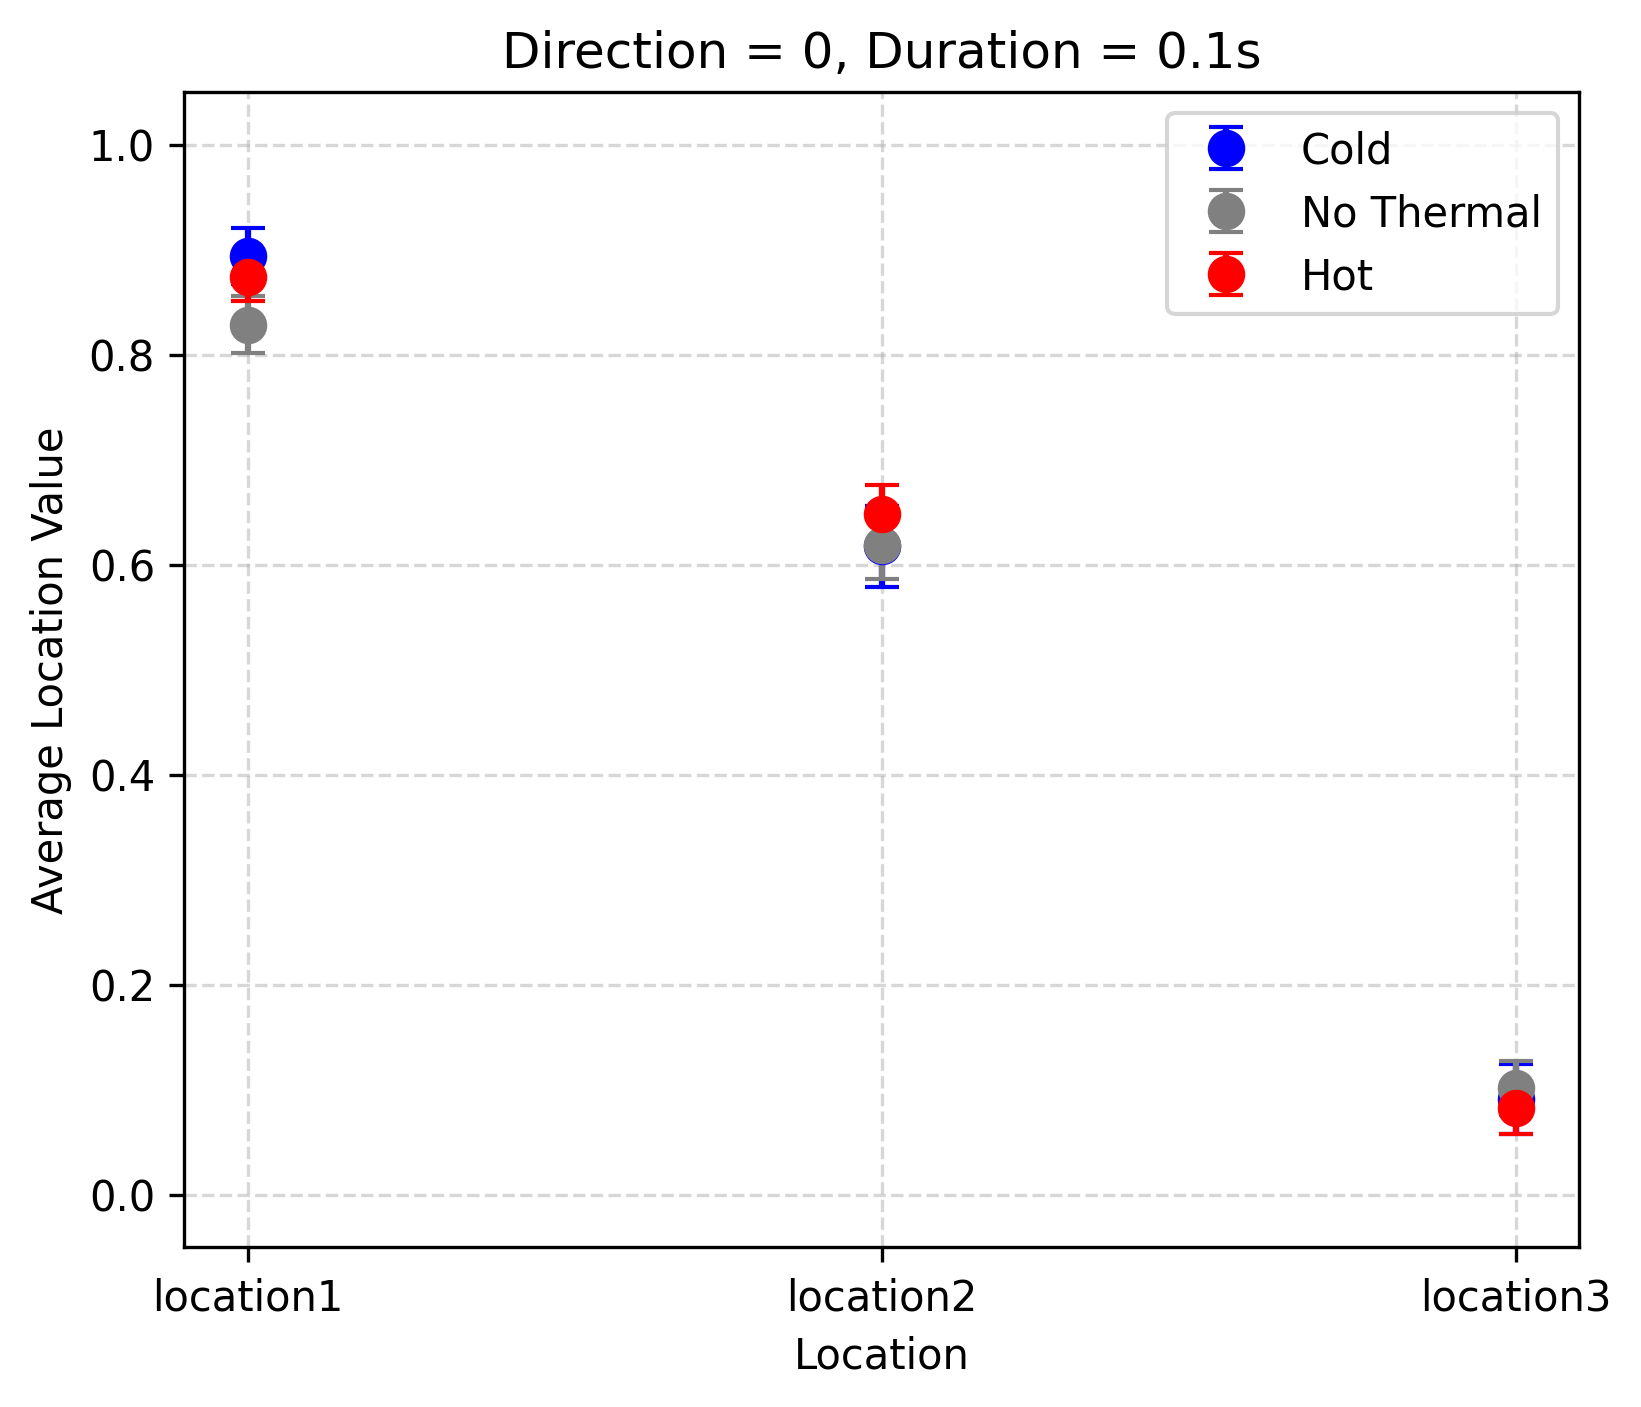 Direction = 0, Duration = 0.1s
Cold
No Thermal
Hot
1.0
0.8
0.6
0.4
0.2
0.0
Average Location Value
location1
location2
location3
Location